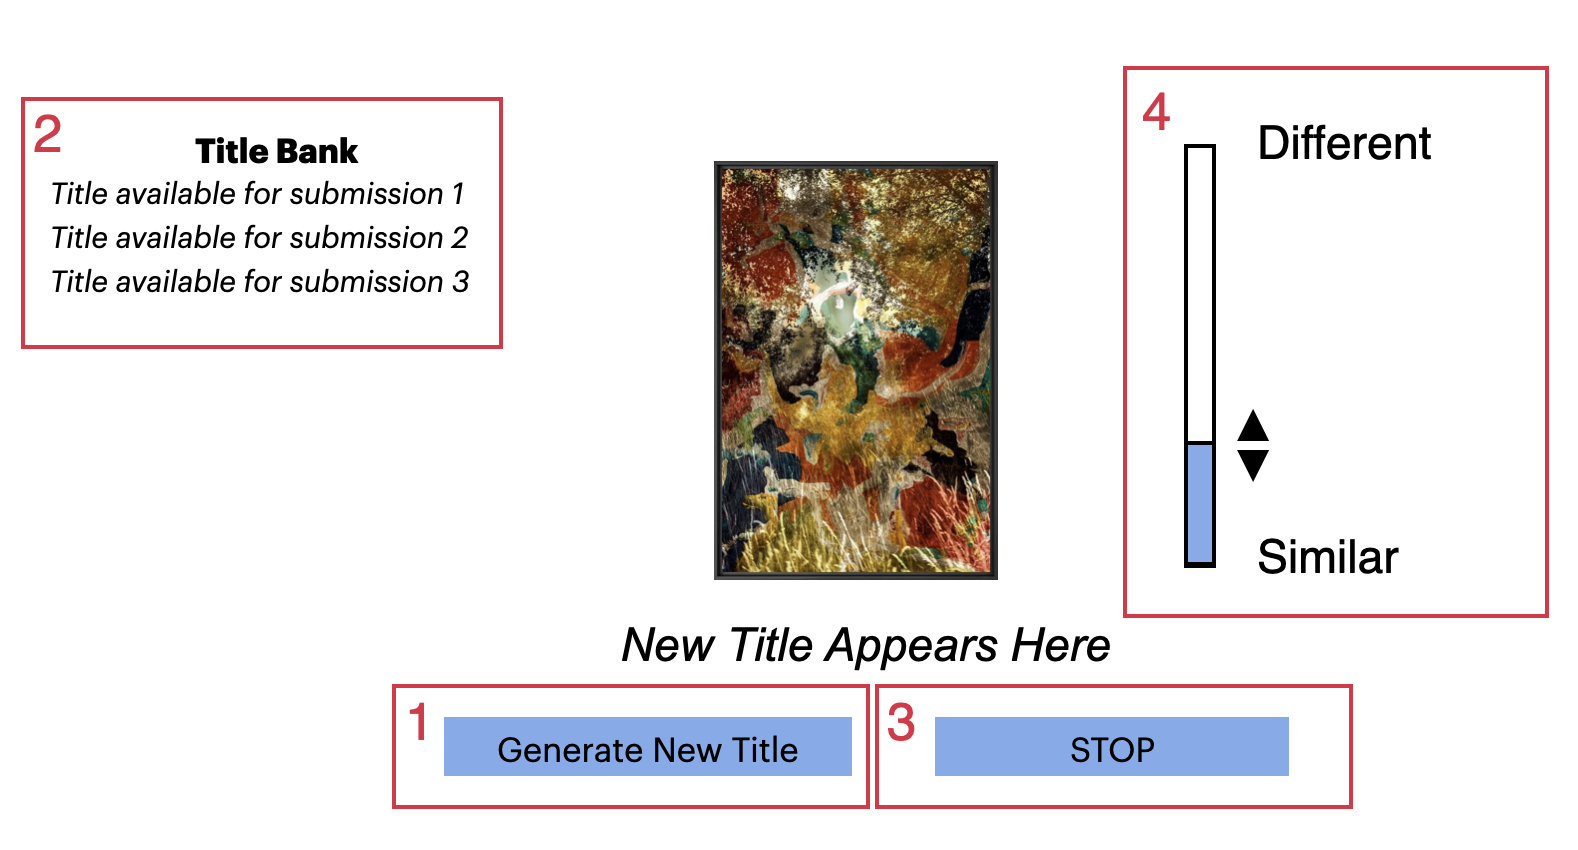 2
Title Bank
Title available for submission 1
Title available for submission 2
Title available for submission 3
4
Different
Similar
New Title Appears Here
1
Generate New Title
3
STOP